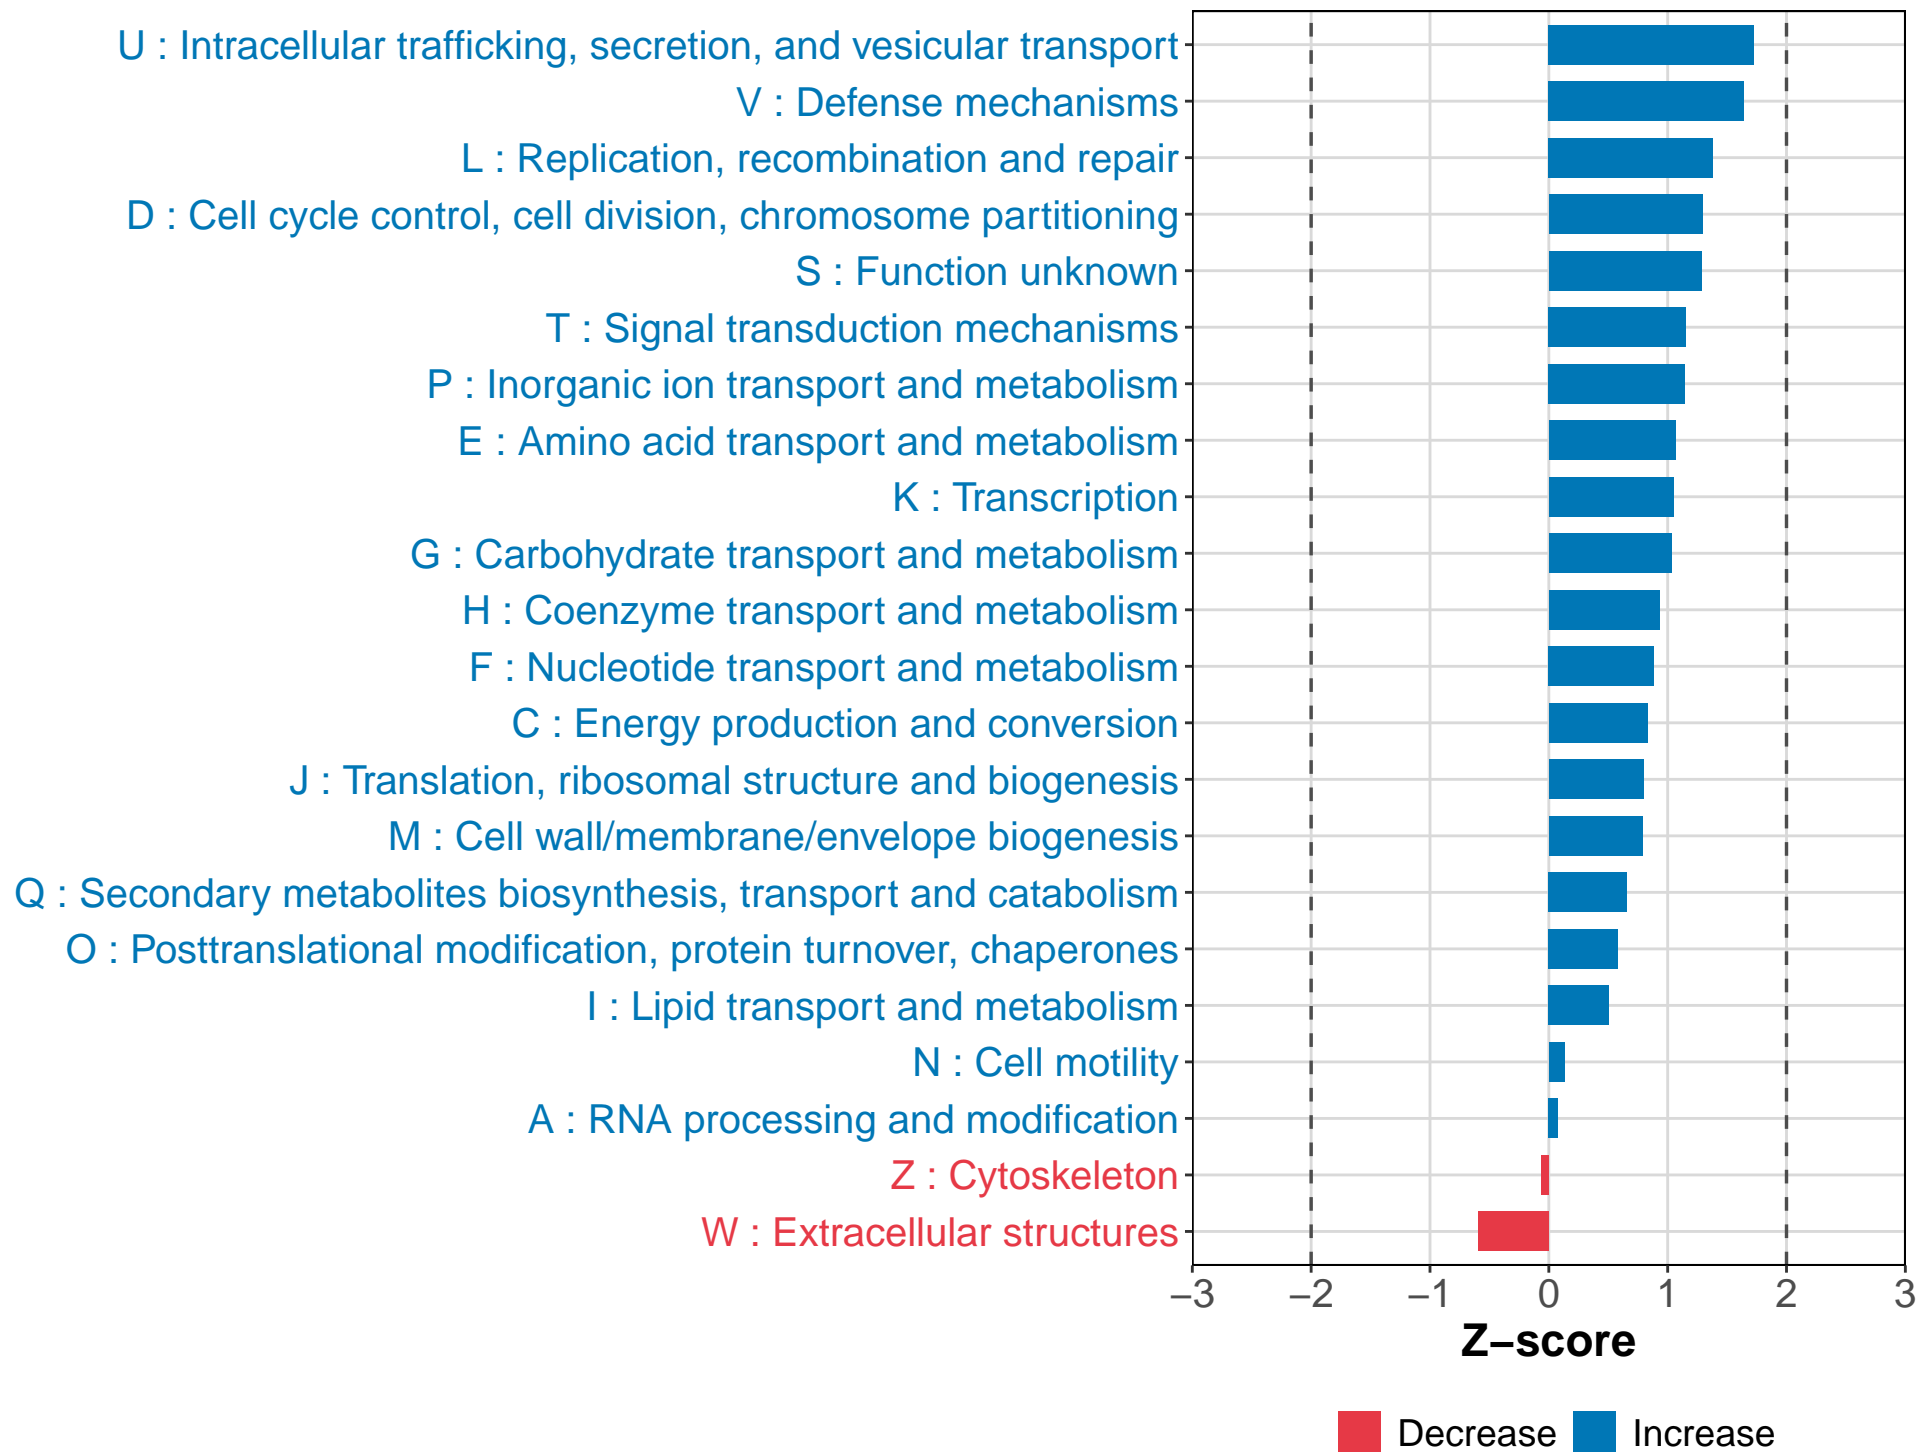 U : Intracellular trafficking, secretion, and vesicular transport
V : Defense mechanisms
L : Replication, recombination and repair
D : Cell cycle control, cell division, chromosome partitioning
S : Function unknown
T : Signal transduction mechanisms
P : Inorganic ion transport and metabolism
E : Amino acid transport and metabolism
K : Transcription
G : Carbohydrate transport and metabolism
H : Coenzyme transport and metabolism
F : Nucleotide transport and metabolism
C : Energy production and conversion
J : Translation, ribosomal structure and biogenesis
M : Cell wall/membrane/envelope biogenesis
Q : Secondary metabolites biosynthesis, transport and catabolism
O : Posttranslational modification, protein turnover, chaperones
I : Lipid transport and metabolism
N : Cell motility
A : RNA processing and modification
Z : Cytoskeleton
W : Extracellular structures
−3 −2 −1 0 1 2 3
Z−score
Decrease Increase